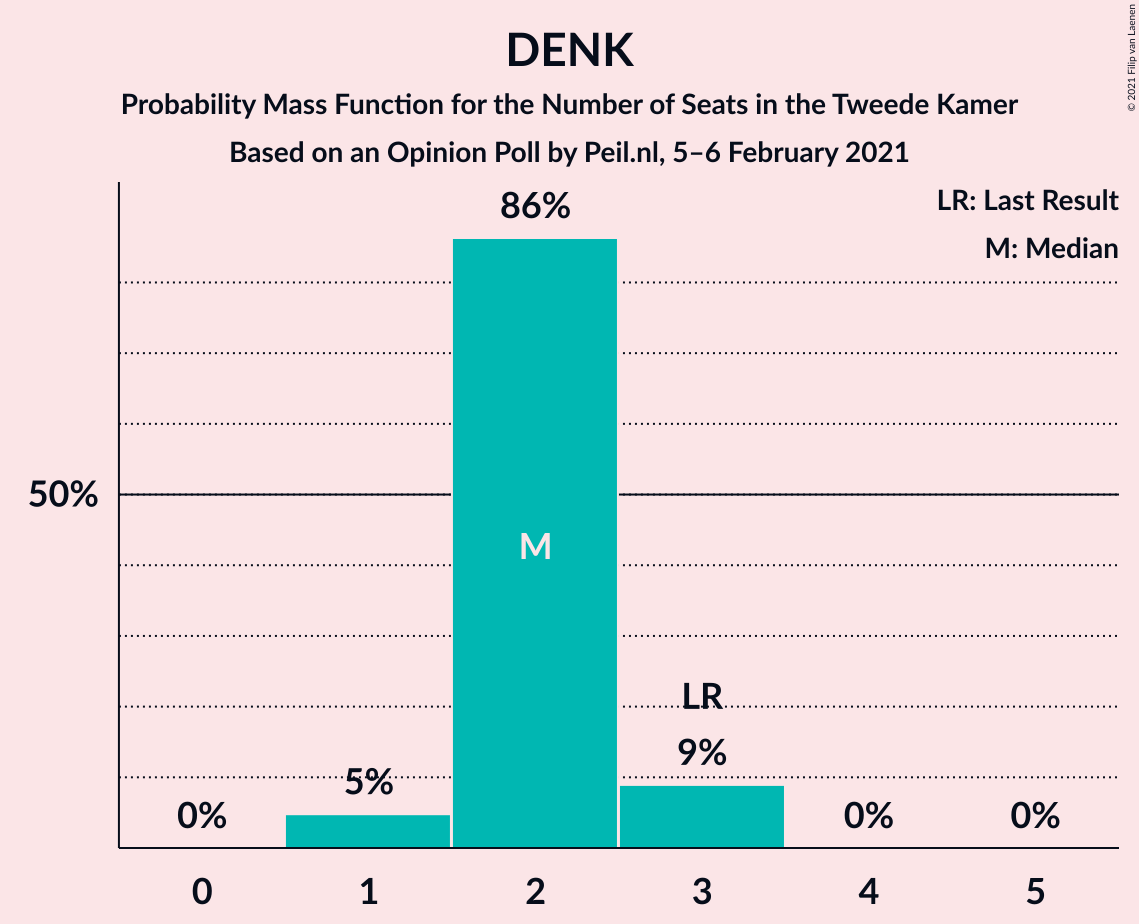 DENK
Probability Mass Function for the Number of Seats in the Tweede Kamer
Based on an Opinion Poll by Peil.nl, 5–6 February 2021
© 2021 Filip van Laenen
LR: Last Result
M: Median
86%
50%
M
LR
9%
5%
0%
0%
0%
0 1 2 3 4 5